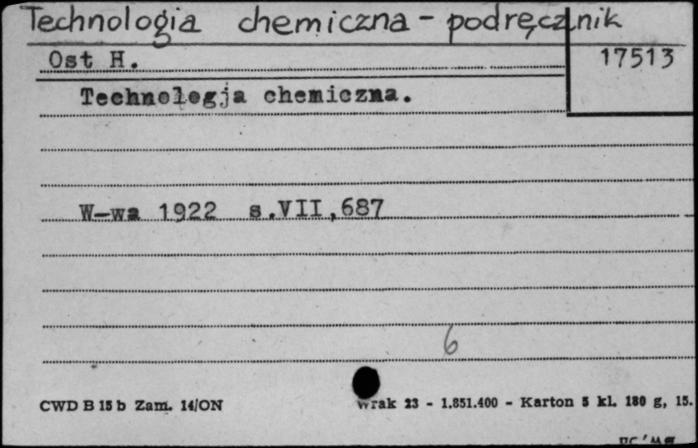 Technologia chemiczna - podręcznik
Ost H.
17513
Technologja chemiczna.
W-wa 1922 s.VII,687
6
CWD B 15 b Zam. 14/ON
Wrak 23 - 1.851.400 - Karton 5 kl. 180 g, 15.